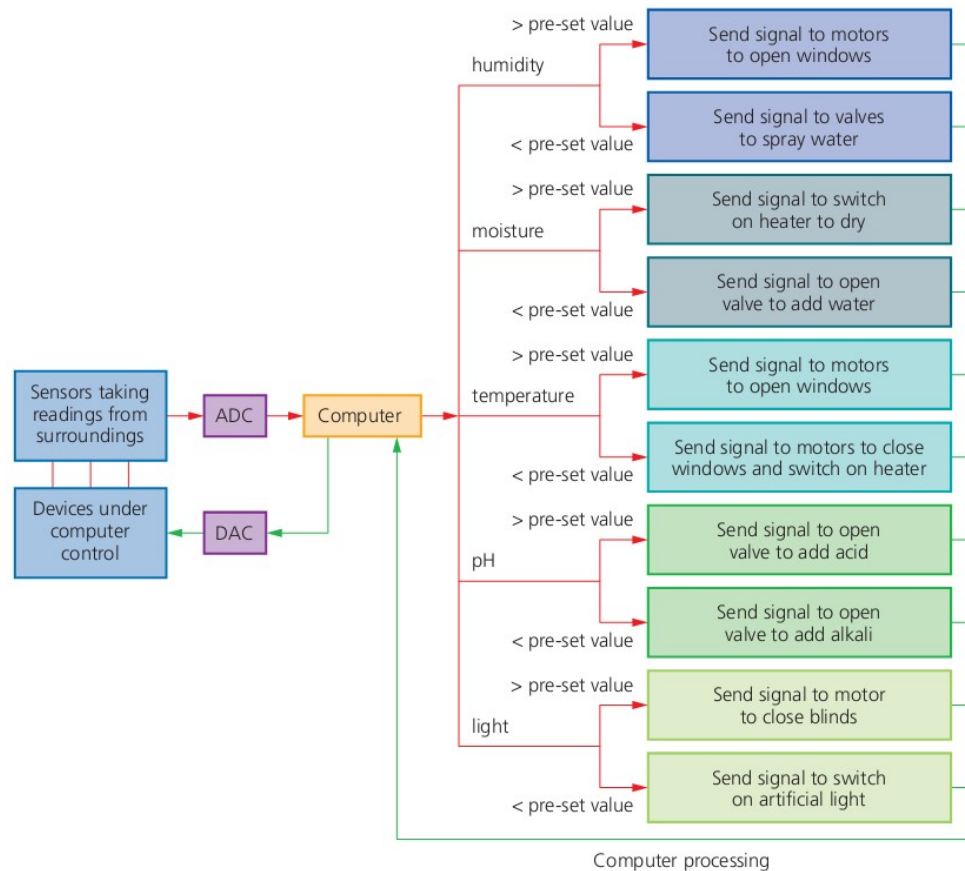 > pre-set value
Send signal to motors
to open windows
humidity
Send signal to valves
to spray water
< pre-set value
> pre-set value
Send signal to switch
on heater to dry
moisture
Send signal to open
valve to add water
< pre-set value
> pre-set value
Send signal to motors
to open windows
Sensors taking
readings from
surroundings
ADC
Computer
temperature
Send signal to motors to close
windows and switch on heater
< pre-set value
Devices under
computer
control
DAC
> pre-set value
Send signal to open
valve to add acid
pH
Send signal to open
valve to add alkali
< pre-set value
> pre-set value
Send signal to motor
to close blinds
light
Send signal to switch
on artificial light
< pre-set value
Computer processing